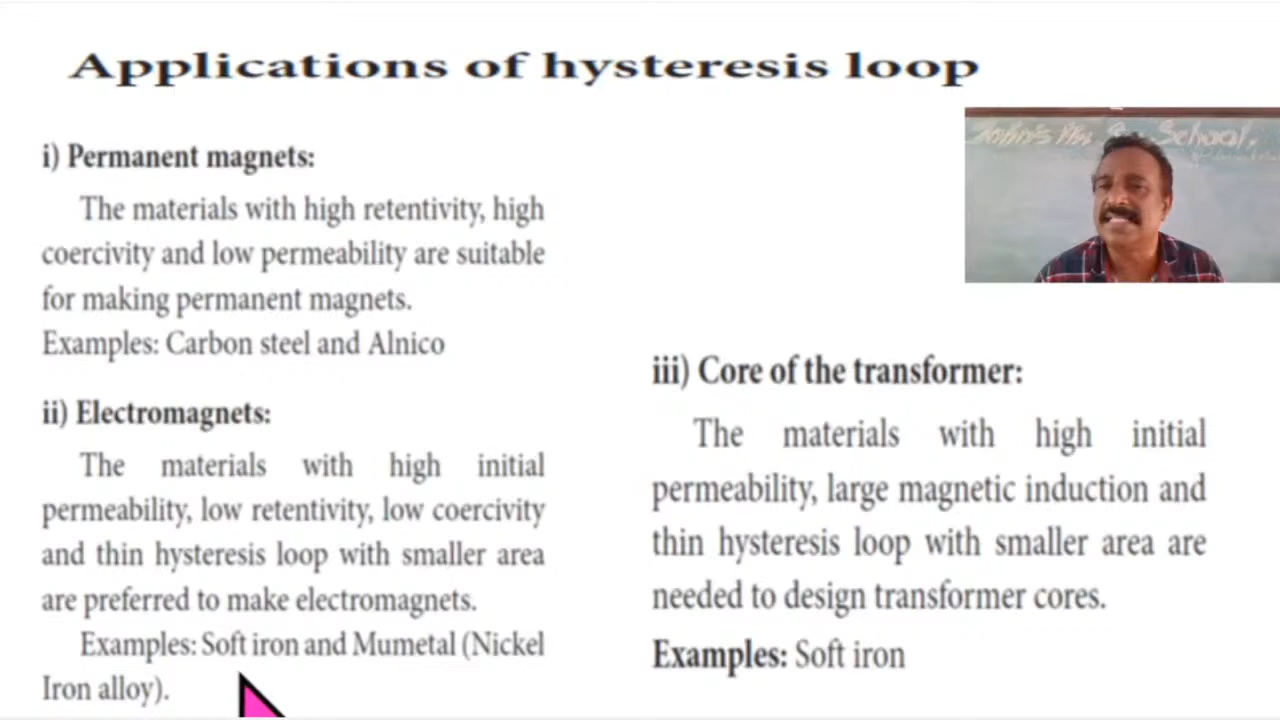 Applications of hysteresis loop
i) Permanent magnets:
The materials with high retentivity, high
coercivity and low permeability are suitable
for making permanent magnets.
Examples: Carbon steel and Alnico
ii) Electromagnets:
The materials with high initial
permeability, low retentivity, low coercivity
and thin hysteresis loop with smaller area
are preferred to make electromagnets.
Examples: Soft iron and Mumetal (Nickel
Iron alloy).
School.
iii) Core of the transformer:
The materials with high initial
permeability, large magnetic induction and
thin hysteresis loop with smaller area are
needed to design transformer cores.
Examples: Soft iron